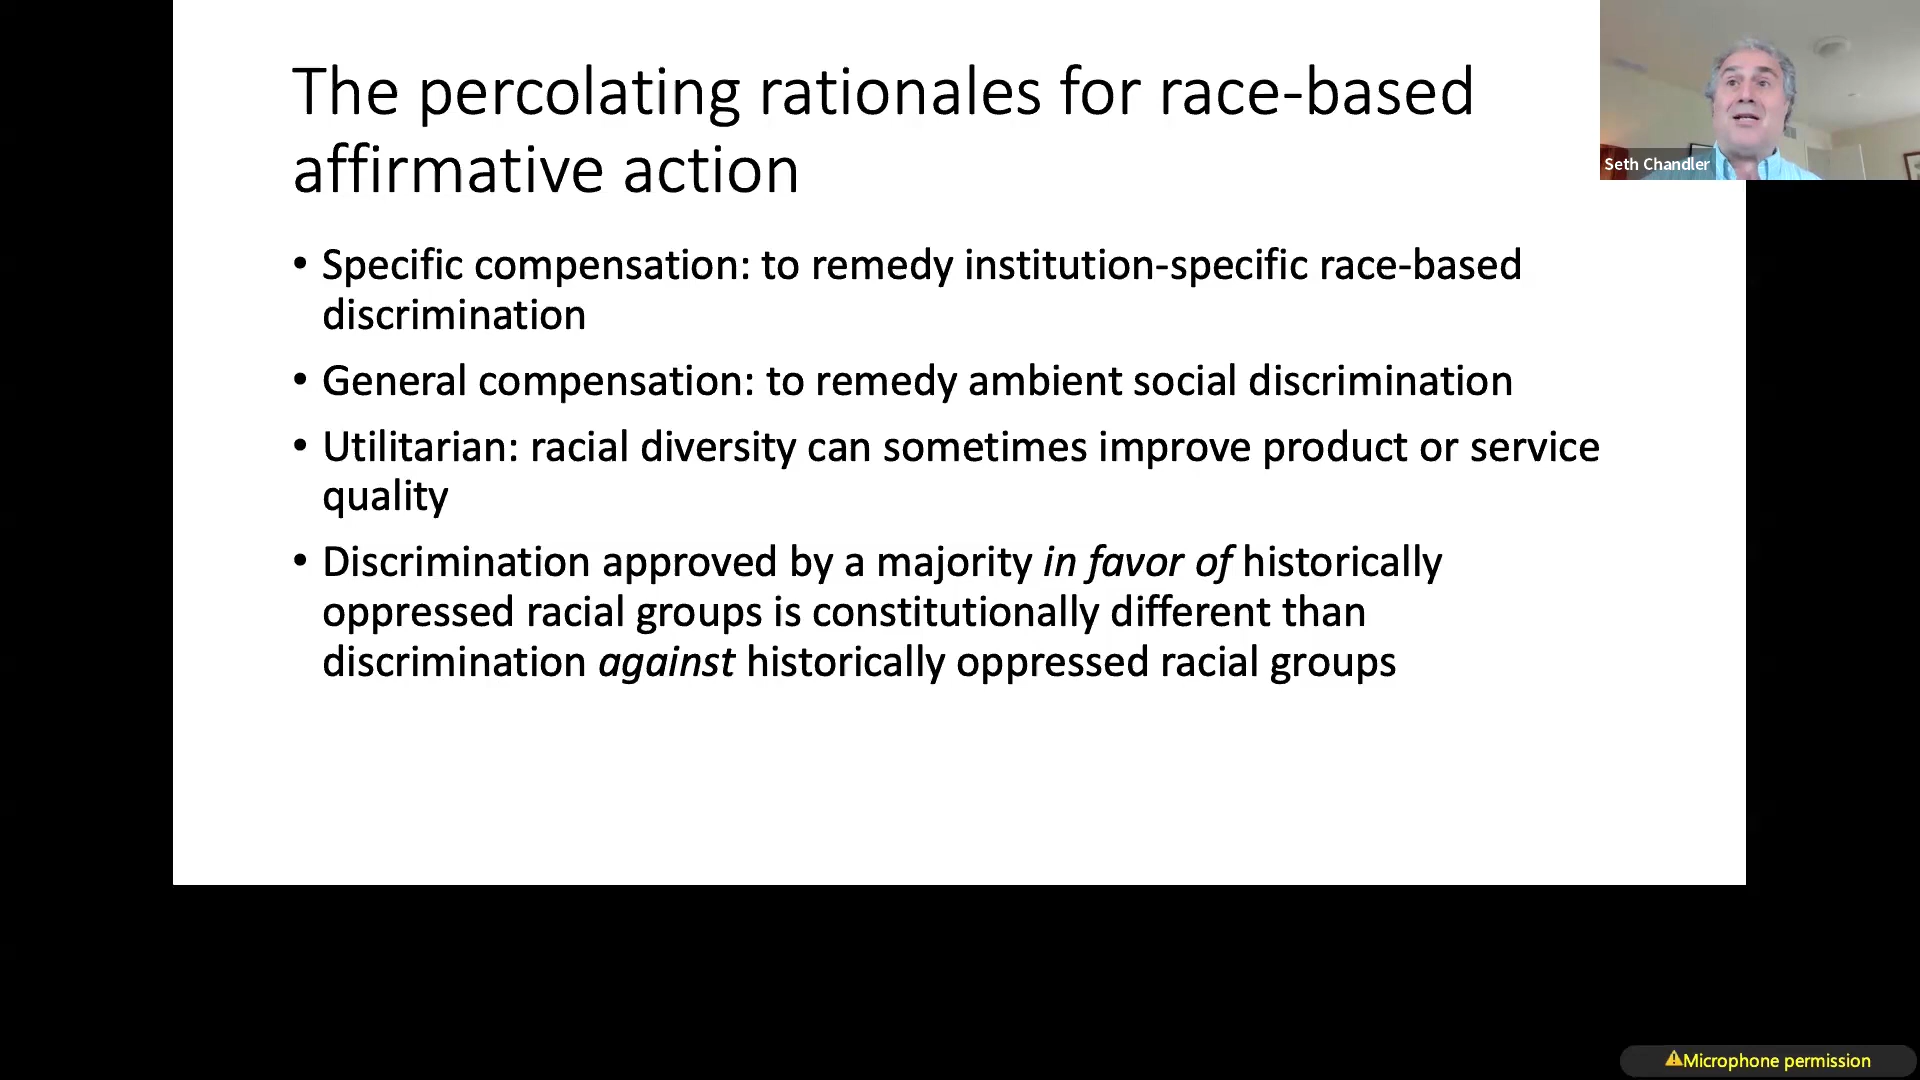 The percolating rationales for race-based
affirmative action
Seth Chandler
• Specific compensation: to remedy institution-specific race-based
discrimination
• General compensation: to remedy ambient social discrimination
• Utilitarian: racial diversity can sometimes improve product or service
quality
• Discrimination approved by a majority in favor of historically
oppressed racial groups is constitutionally different than
discrimination against historically oppressed racial groups
Microphone permission